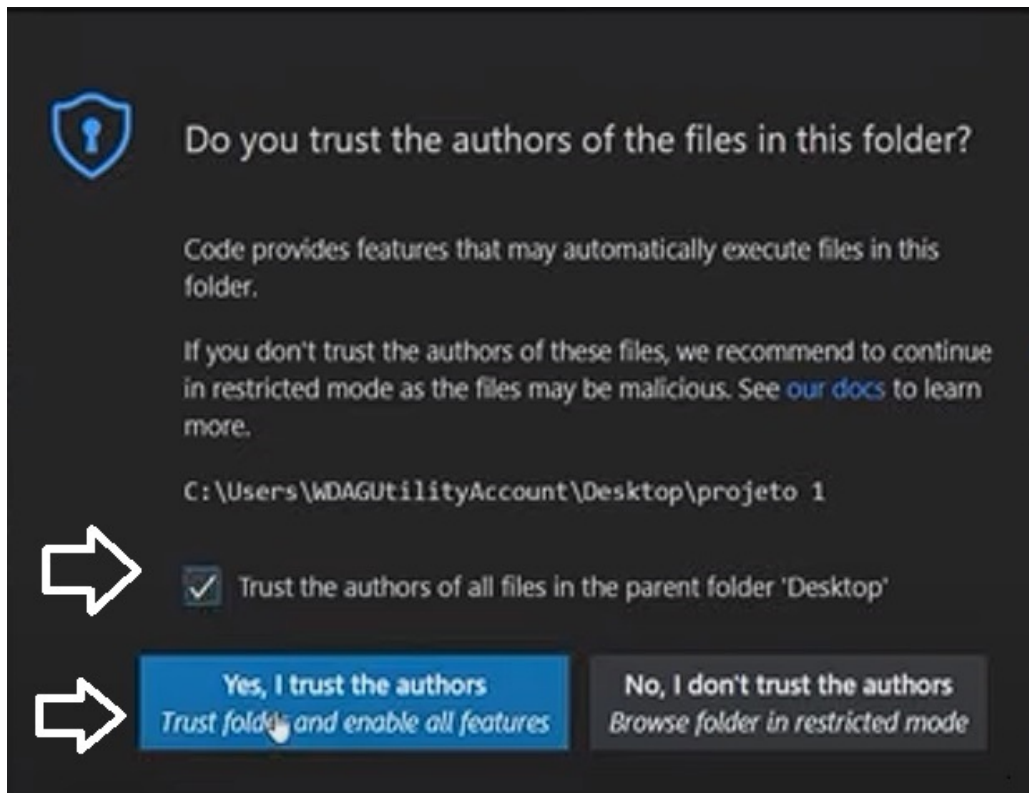 Do you trust the authors of the files in this folder?
Code provides features that may automatically execute files in this
folder.
If you don't trust the authors of these files, we recommend to continue
in restricted mode as the files may be malicious. See our docs to learn
more.
C:\Users\WDAGUtilityAccount\Desktop\projeto 1
Trust the authors of all files in the parent folder 'Desktop'
Yes, I trust the authors
Trust folder and enable all features
No, I don't trust the authors
Browse folder in restricted mode